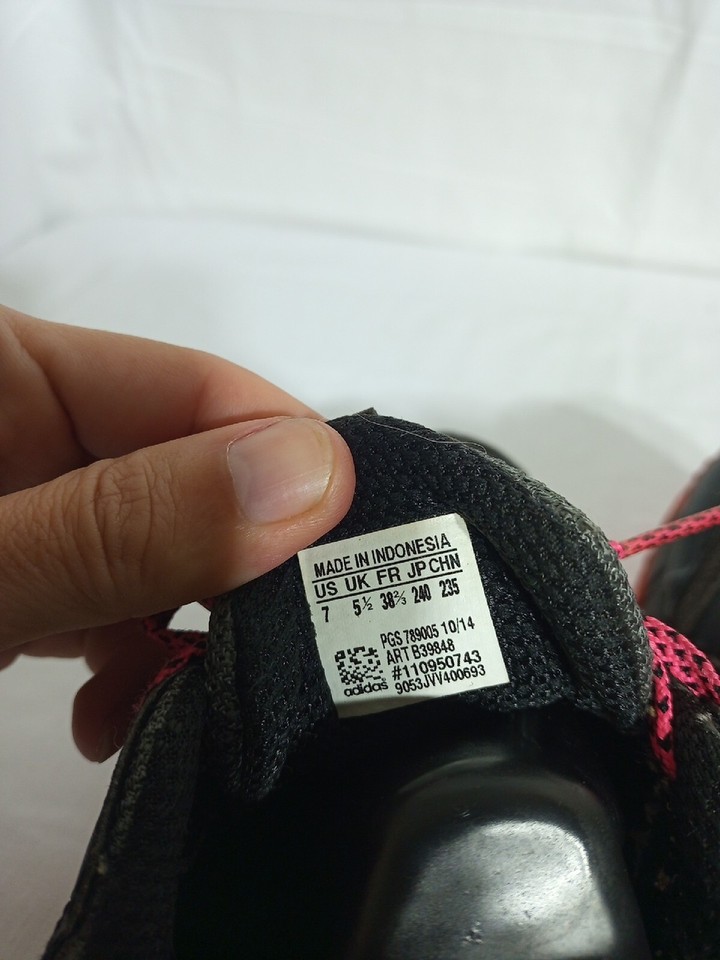 MADE IN INDONESIA
US UK FR JP CHN
7 5½ 38⅔ 240 235
PGS 789005 10/14
ART B39848
#110950743
9053JVV400693
adidas